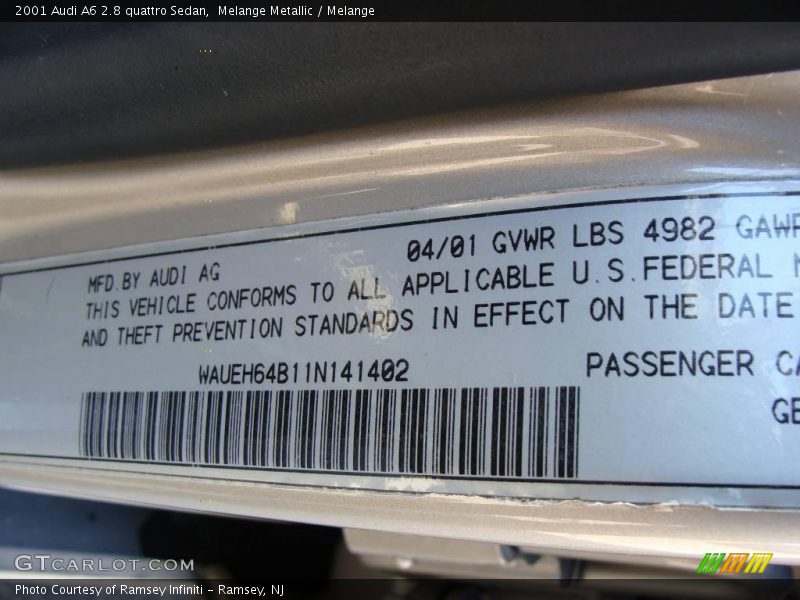 2001 Audi A6 2.8 quattro Sedan,  Melange Metallic / Melange
MFD.BY AUDI AG 04/01 GVWR LBS 4982 GAWR
THIS VEHICLE CONFORMS TO ALL APPLICABLE U.S.FEDERAL
AND THEFT PREVENTION STANDARDS IN EFFECT ON THE DATE
WAUEH64B11N141402 PASSENGER CA
GE
GTCARLOT.COM
Photo Courtesy of Ramsey Infiniti - Ramsey, NJ